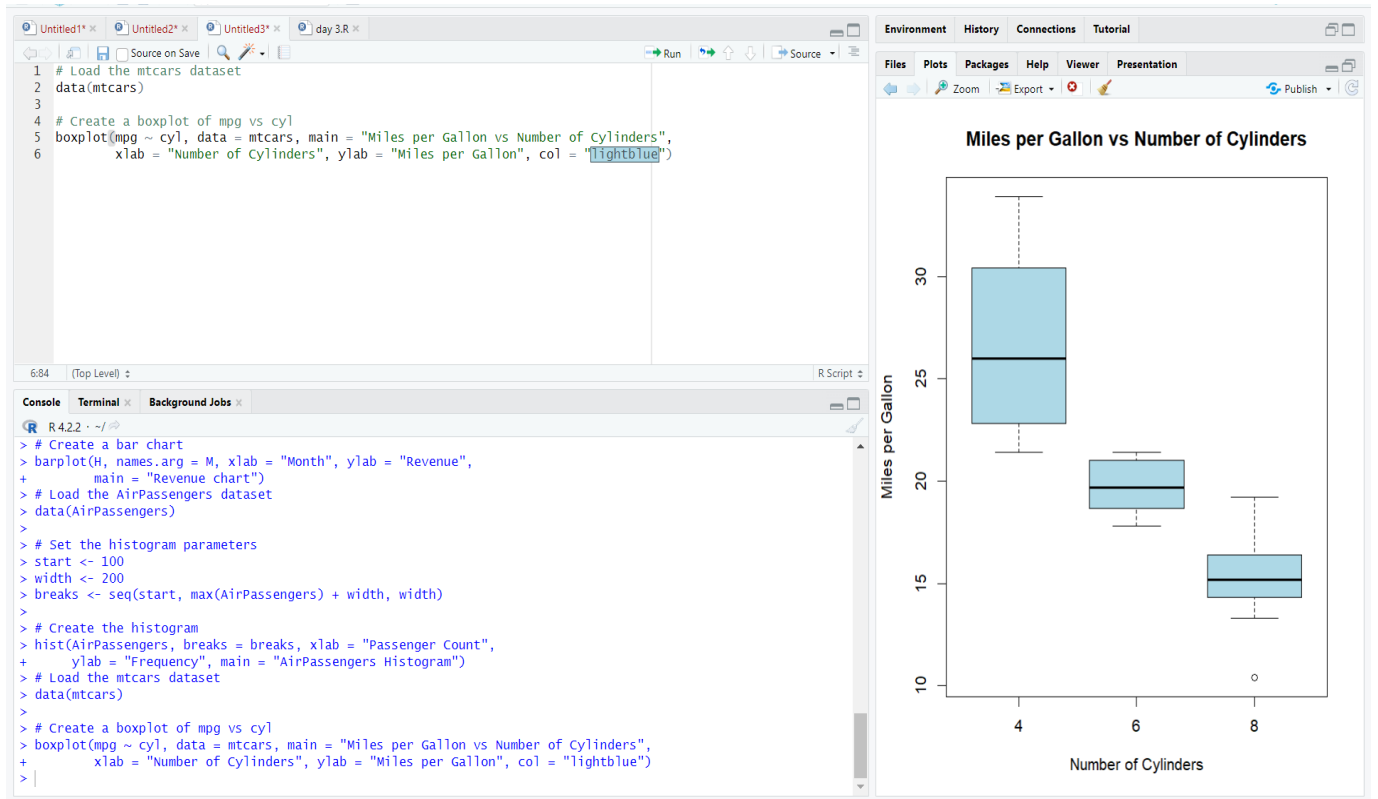 Untitled1* × Untitled2* × Untitled3* × day 3.R ×
Source on Save Run Source
1 # Load the mtcars dataset
2 data(mtcars)
3
4 # Create a boxplot of mpg vs cyl
5 boxplot(mpg ~ cyl, data = mtcars, main = "Miles per Gallon vs Number of Cylinders",
6 xlab = "Number of Cylinders", ylab = "Miles per Gallon", col = "lightblue")
6:84 (Top Level) R Script
Console Terminal × Background Jobs ×
R R 4.2.2 · ~/
> # Create a bar chart
> barplot(H, names.arg = M, xlab = "Month", ylab = "Revenue",
+ main = "Revenue chart")
> # Load the AirPassengers dataset
> data(AirPassengers)
>
> # Set the histogram parameters
> start <- 100
> width <- 200
> breaks <- seq(start, max(AirPassengers) + width, width)
>
> # Create the histogram
> hist(AirPassengers, breaks = breaks, xlab = "Passenger Count",
+ ylab = "Frequency", main = "AirPassengers Histogram")
> # Load the mtcars dataset
> data(mtcars)
>
> # Create a boxplot of mpg vs cyl
> boxplot(mpg ~ cyl, data = mtcars, main = "Miles per Gallon vs Number of Cylinders",
+ xlab = "Number of Cylinders", ylab = "Miles per Gallon", col = "lightblue")
>
Environment History Connections Tutorial
Files Plots Packages Help Viewer Presentation
Zoom Export Publish
Miles per Gallon vs Number of Cylinders
Miles per Gallon
30
25
20
15
10
4 6 8
Number of Cylinders